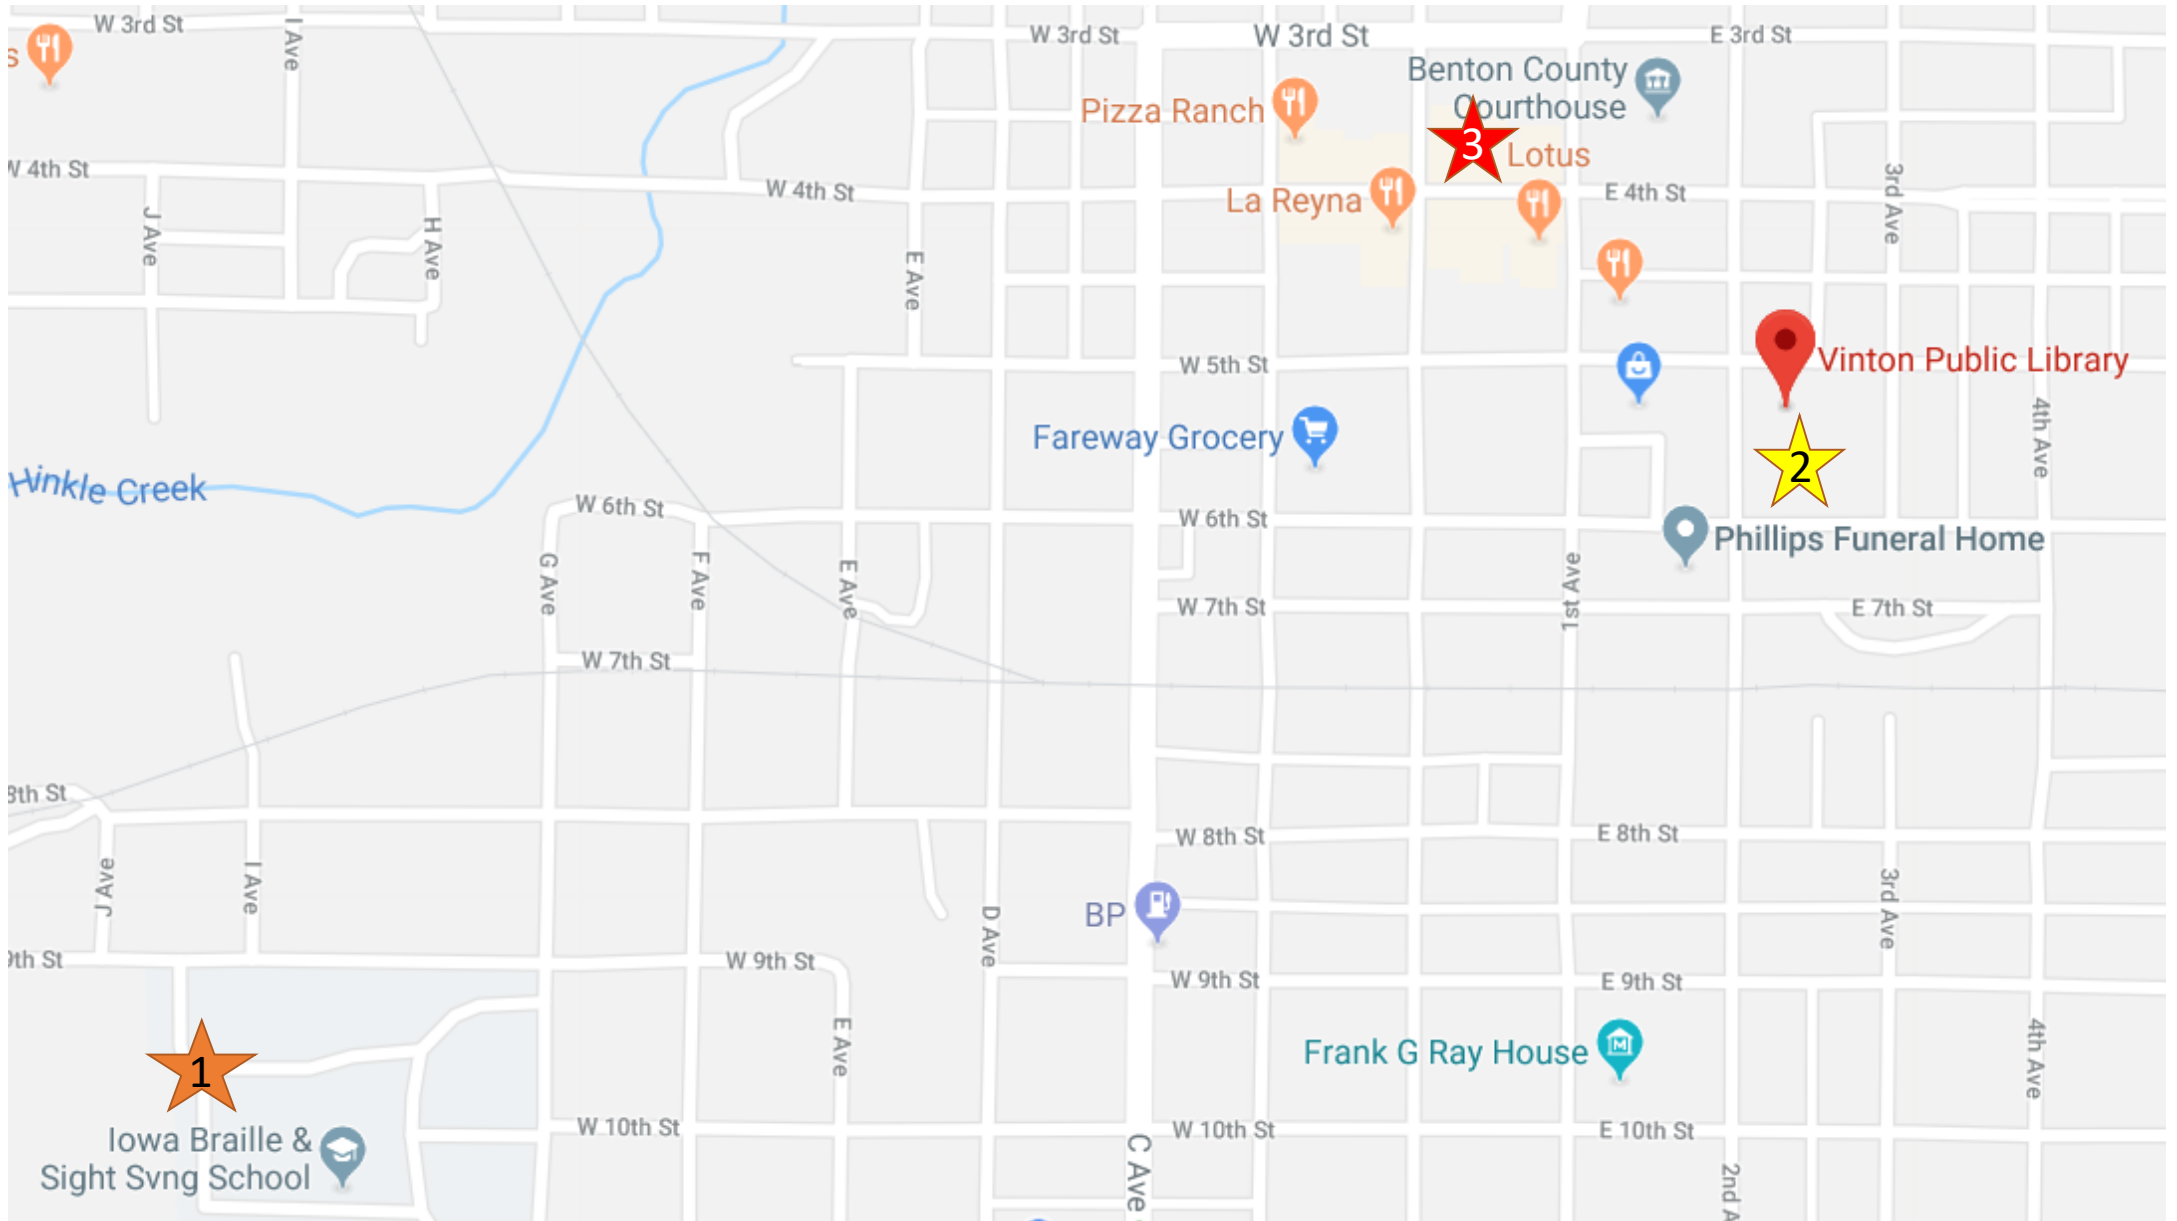 W 3rd St
I Ave
W 3rd St
W 3rd St
E 3rd St
s
Benton County
Courthouse
Pizza Ranch
3
Lotus
W 4th St
W 4th St
La Reyna
E 4th St
3rd Ave
J Ave
H Ave
E Ave
W 5th St
Vinton Public Library
Fareway Grocery
4th Ave
2
Hinkle Creek
W 6th St
W 6th St
Phillips Funeral Home
G Ave
F Ave
E Ave
1st Ave
W 7th St
E 7th St
W 7th St
8th St
W 8th St
E 8th St
J Ave
I Ave
BP
D Ave
3rd Ave
9th St
W 9th St
W 9th St
E 9th St
E Ave
Frank G Ray House
4th Ave
1
W 10th St
W 10th St
E 10th St
Iowa Braille &
Sight Svng School
C Ave
2nd A